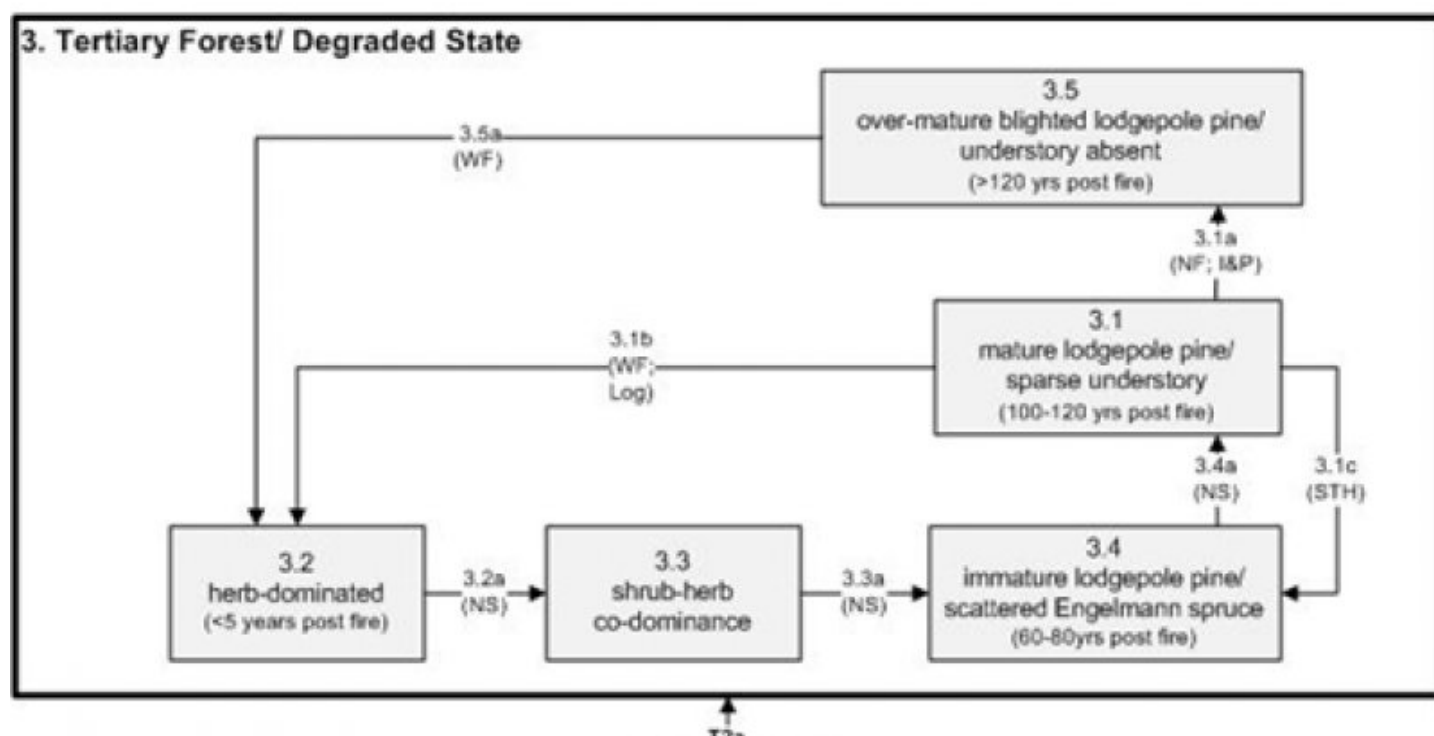 3. Tertiary Forest/ Degraded State
3.5
over-mature blighted lodgepole pine/
understory absent
(>120 yrs post fire)
3.5a
(WF)
3.1a
(NF; I&P)
3.1
mature lodgepole pine/
sparse understory
(100-120 yrs post fire)
3.1b
(WF;
Log)
3.4a
(NS)
3.1c
(STH)
3.2
herb-dominated
(<5 years post fire)
3.2a
(NS)
3.3
shrub-herb
co-dominance
3.3a
(NS)
3.4
immature lodgepole pine/
scattered Engelmann spruce
(60-80yrs post fire)